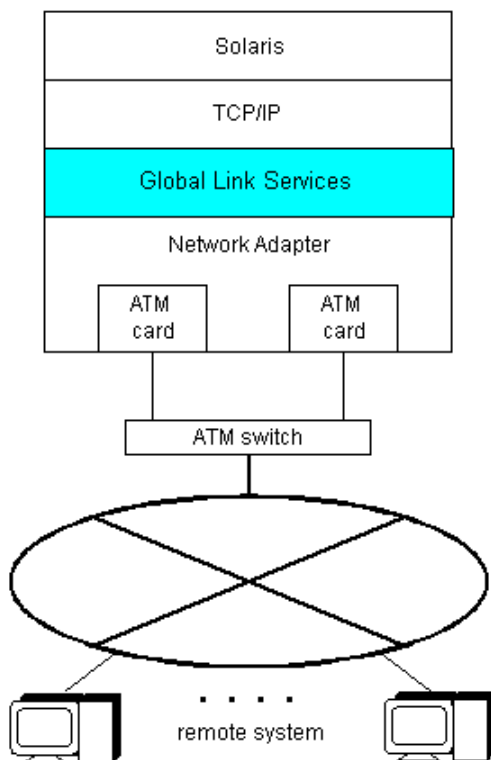 Solaris
TCP/IP
Global Link Services
Network Adapter
ATM
card
ATM
card
ATM switch
remote system